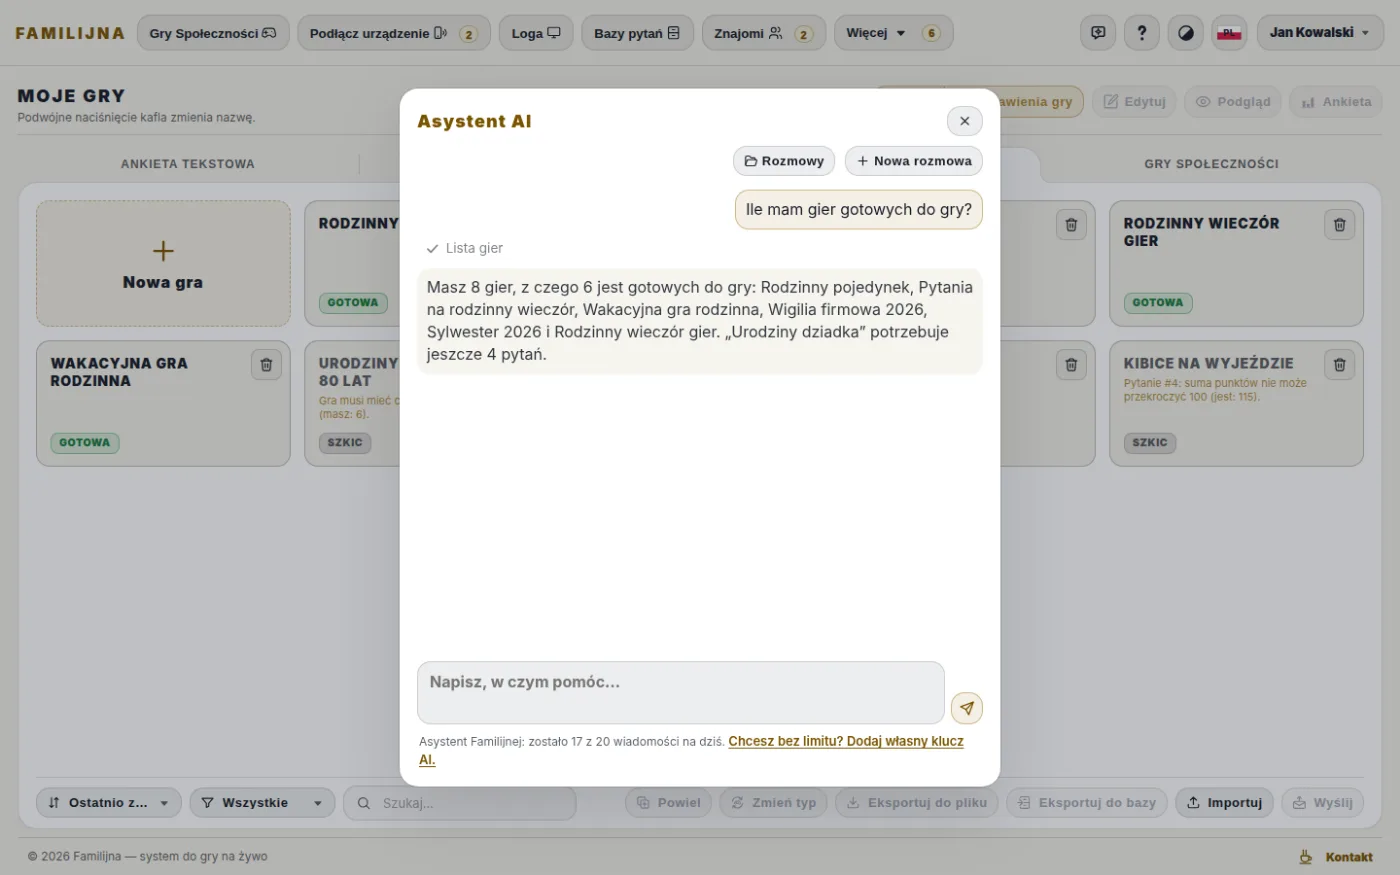 FAMILIJNA
Gry Społeczności
Podłącz urządzenie 2
Loga
Bazy pytań
Znajomi 2
Więcej 6
?
PL
Jan Kowalski
MOJE GRY
Podwójne naciśnięcie kafla zmienia nazwę.
awienia gry
Edytuj
Podgląd
Ankieta
ANKIETA TEKSTOWA
GRY SPOŁECZNOŚCI
Nowa gra
RODZINNY
GOTOWA
RODZINNY WIECZÓR
GIER
GOTOWA
WAKACYJNA GRA
RODZINNA
GOTOWA
URODZINY
80 LAT
Gra musi mieć
(masz: 6).
SZKIC
KIBICE NA WYJEŹDZIE
Pytanie #4: suma punktów nie może
przekroczyć 100 (jest: 115).
SZKIC
Asystent AI
Rozmowy
Nowa rozmowa
Ile mam gier gotowych do gry?
Lista gier
Masz 8 gier, z czego 6 jest gotowych do gry: Rodzinny pojedynek, Pytania
na rodzinny wieczór, Wakacyjna gra rodzinna, Wigilia firmowa 2026,
Sylwester 2026 i Rodzinny wieczór gier. „Urodziny dziadka” potrzebuje
jeszcze 4 pytań.
Napisz, w czym pomóc...
Asystent Familijnej: zostało 17 z 20 wiadomości na dziś. Chcesz bez limitu? Dodaj własny klucz
AI.
Ostatnio z...
Wszystkie
Szukaj...
Powiel
Zmień typ
Eksportuj do pliku
Eksportuj do bazy
Importuj
Wyślij
© 2026 Familijna — system do gry na żywo
Kontakt